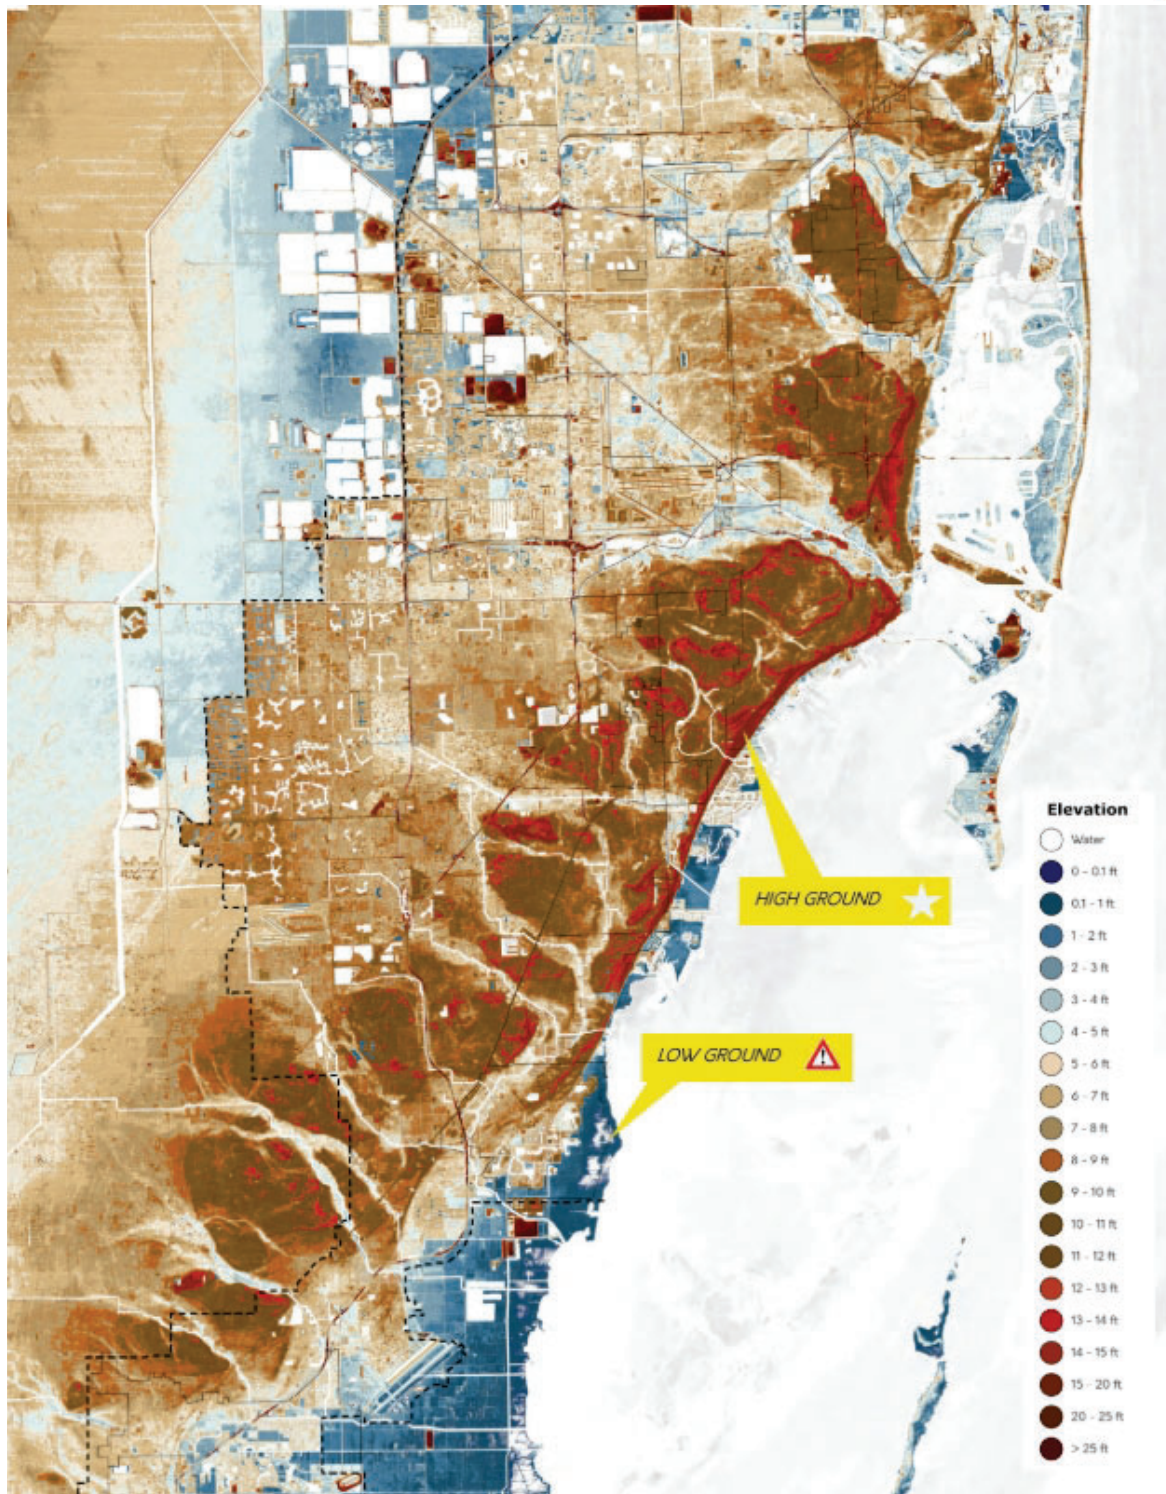 HIGH GROUND
LOW GROUND
Elevation
Water
0 - 0.1 ft
0.1 - 1 ft
1 - 2 ft
2 - 3 ft
3 - 4 ft
4 - 5 ft
5 - 6 ft
6 - 7 ft
7 - 8 ft
8 - 9 ft
9 - 10 ft
10 - 11 ft
11 - 12 ft
12 - 13 ft
13 - 14 ft
14 - 15 ft
15 - 20 ft
20 - 25 ft
> 25 ft